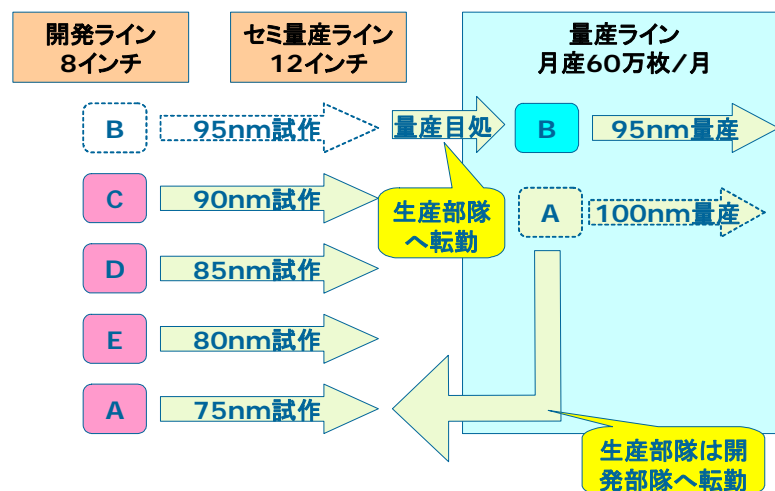 開発ライン
8インチ
セミ量産ライン
12インチ
量産ライン
月産60万枚/月
B
95nm試作
量産目処
B
95nm量産
C
90nm試作
生産部隊
へ転勤
A
100nm量産
D
85nm試作
E
80nm試作
A
75nm試作
生産部隊は開
発部隊へ転勤